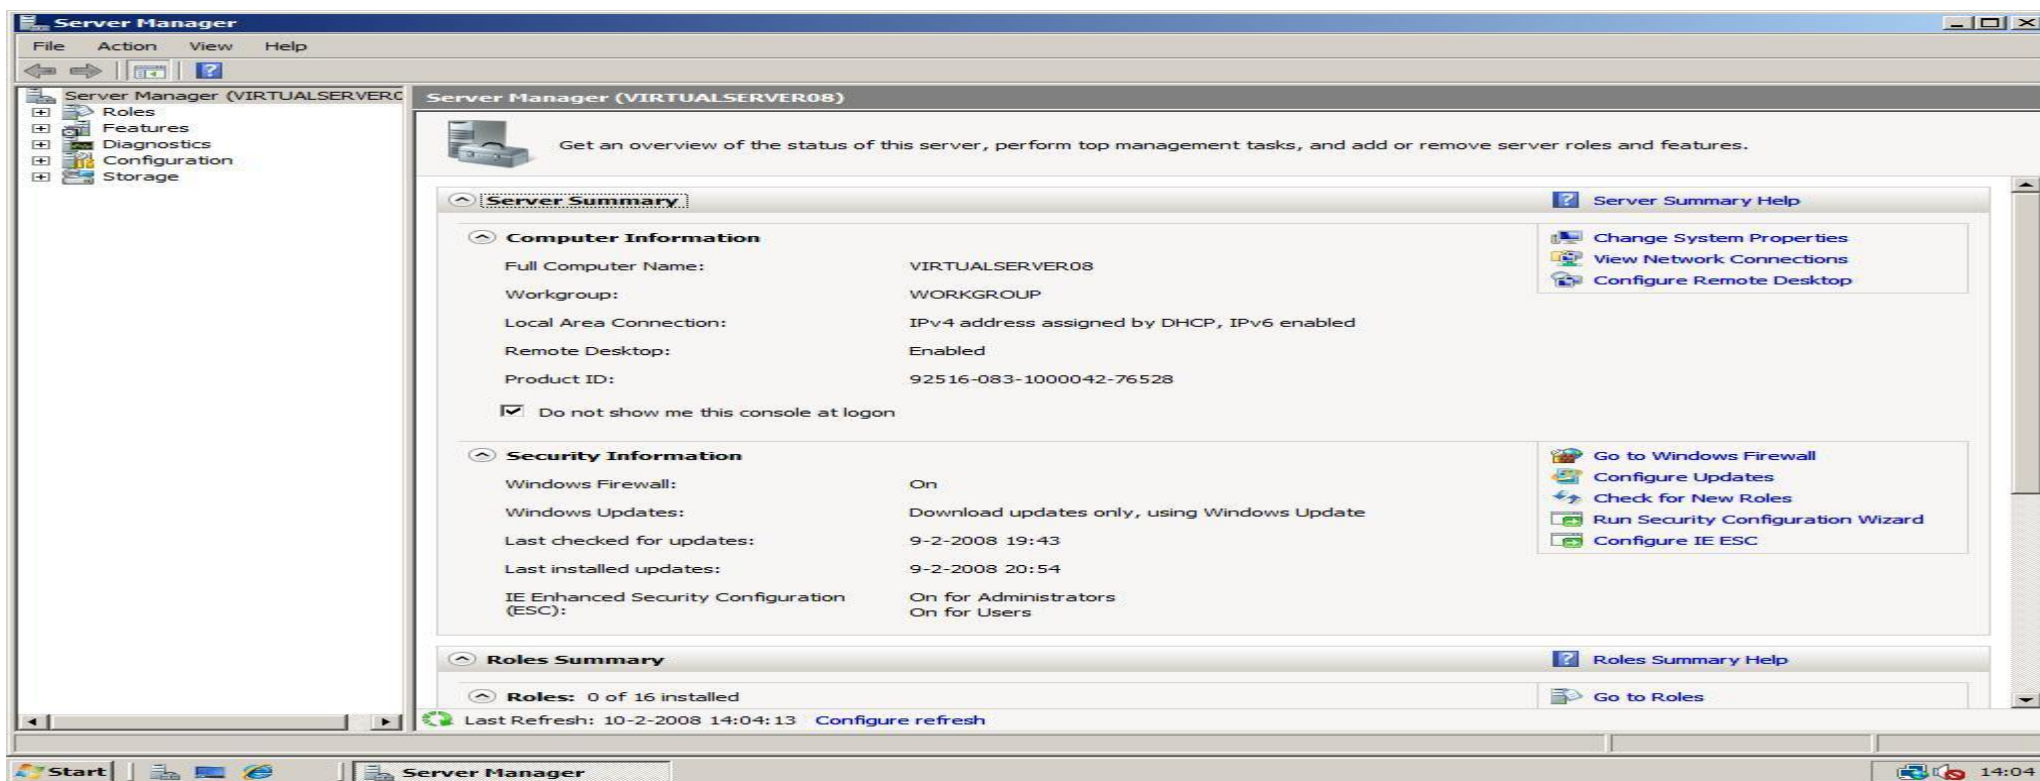 Server Manager
File Action View Help
Server Manager (VIRTUALSERVER0
Roles
Features
Diagnostics
Configuration
Storage
Server Manager (VIRTUALSERVER08)
Get an overview of the status of this server, perform top management tasks, and add or remove server roles and features.
Server Summary
Server Summary Help
Computer Information
Full Computer Name: VIRTUALSERVER08
Workgroup: WORKGROUP
Local Area Connection: IPv4 address assigned by DHCP, IPv6 enabled
Remote Desktop: Enabled
Product ID: 92516-083-1000042-76528
Do not show me this console at logon
Change System Properties
View Network Connections
Configure Remote Desktop
Security Information
Windows Firewall: On
Windows Updates: Download updates only, using Windows Update
Last checked for updates: 9-2-2008 19:43
Last installed updates: 9-2-2008 20:54
IE Enhanced Security Configuration On for Administrators
(ESC): On for Users
Go to Windows Firewall
Configure Updates
Check for New Roles
Run Security Configuration Wizard
Configure IE ESC
Roles Summary
Roles Summary Help
Roles: 0 of 16 installed
Go to Roles
Last Refresh: 10-2-2008 14:04:13 Configure refresh
Start
Server Manager
14:04